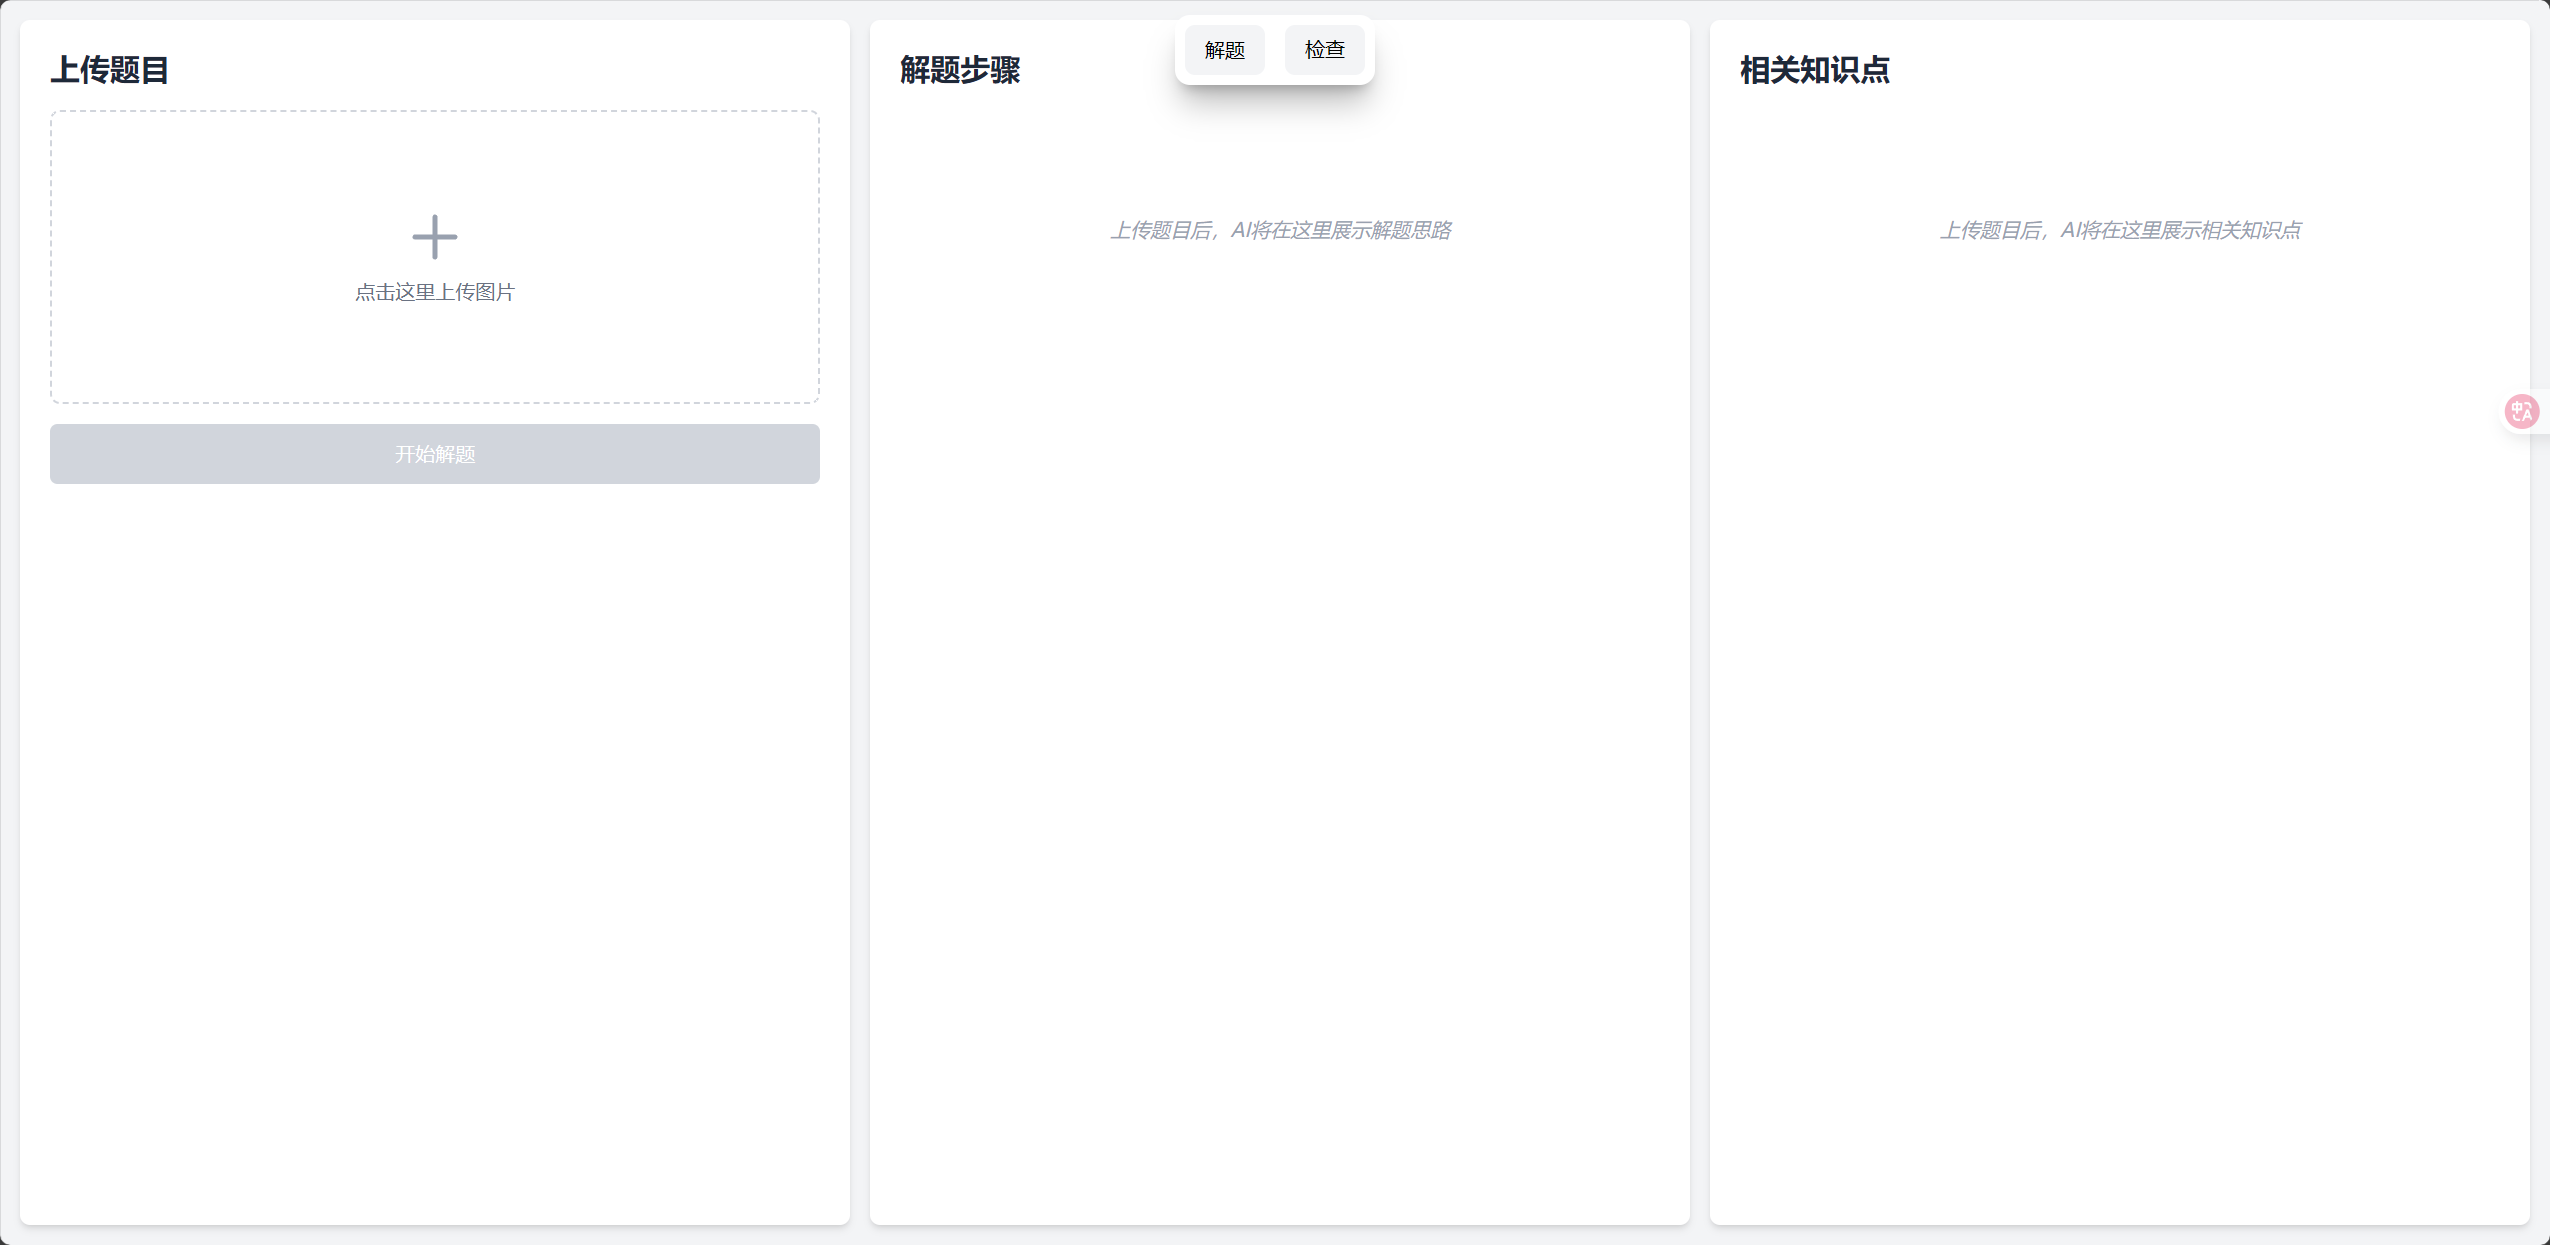 解题
检查
上传题目
点击这里上传图片
开始解题
解题步骤
上传题目后，AI将在这里展示解题思路
相关知识点
上传题目后，AI将在这里展示相关知识点
中A